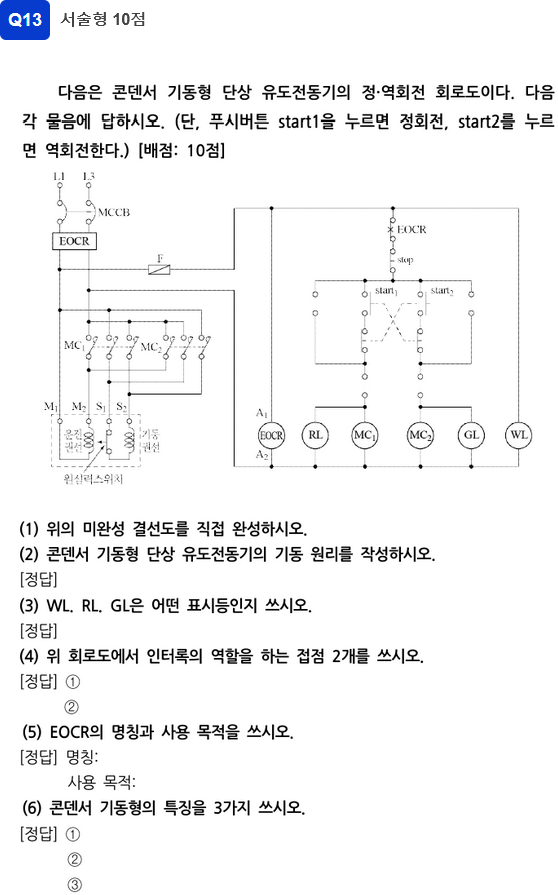 Q13 서술형 10점
다음은 콘덴서 기동형 단상 유도전동기의 정·역회전 회로도이다. 다음
각 물음에 답하시오. (단, 푸시버튼 start1을 누르면 정회전, start2를 누르
면 역회전한다.) [배점: 10점]
L1 L3
MCCB
EOCR
F
EOCR
stop
start₁ start₂
MC₁ MC₂
M₁ M₂ S₁ S₂
운전 권선
기동 권선
원심력스위치
A₁
EOCR RL MC₁ MC₂ GL WL
A₂
(1) 위의 미완성 결선도를 직접 완성하시오.
(2) 콘덴서 기동형 단상 유도전동기의 기동 원리를 작성하시오.
[정답]
(3) WL. RL. GL은 어떤 표시등인지 쓰시오.
[정답]
(4) 위 회로도에서 인터록의 역할을 하는 접점 2개를 쓰시오.
[정답] ①
②
(5) EOCR의 명칭과 사용 목적을 쓰시오.
[정답] 명칭:
사용 목적:
(6) 콘덴서 기동형의 특징을 3가지 쓰시오.
[정답] ①
②
③